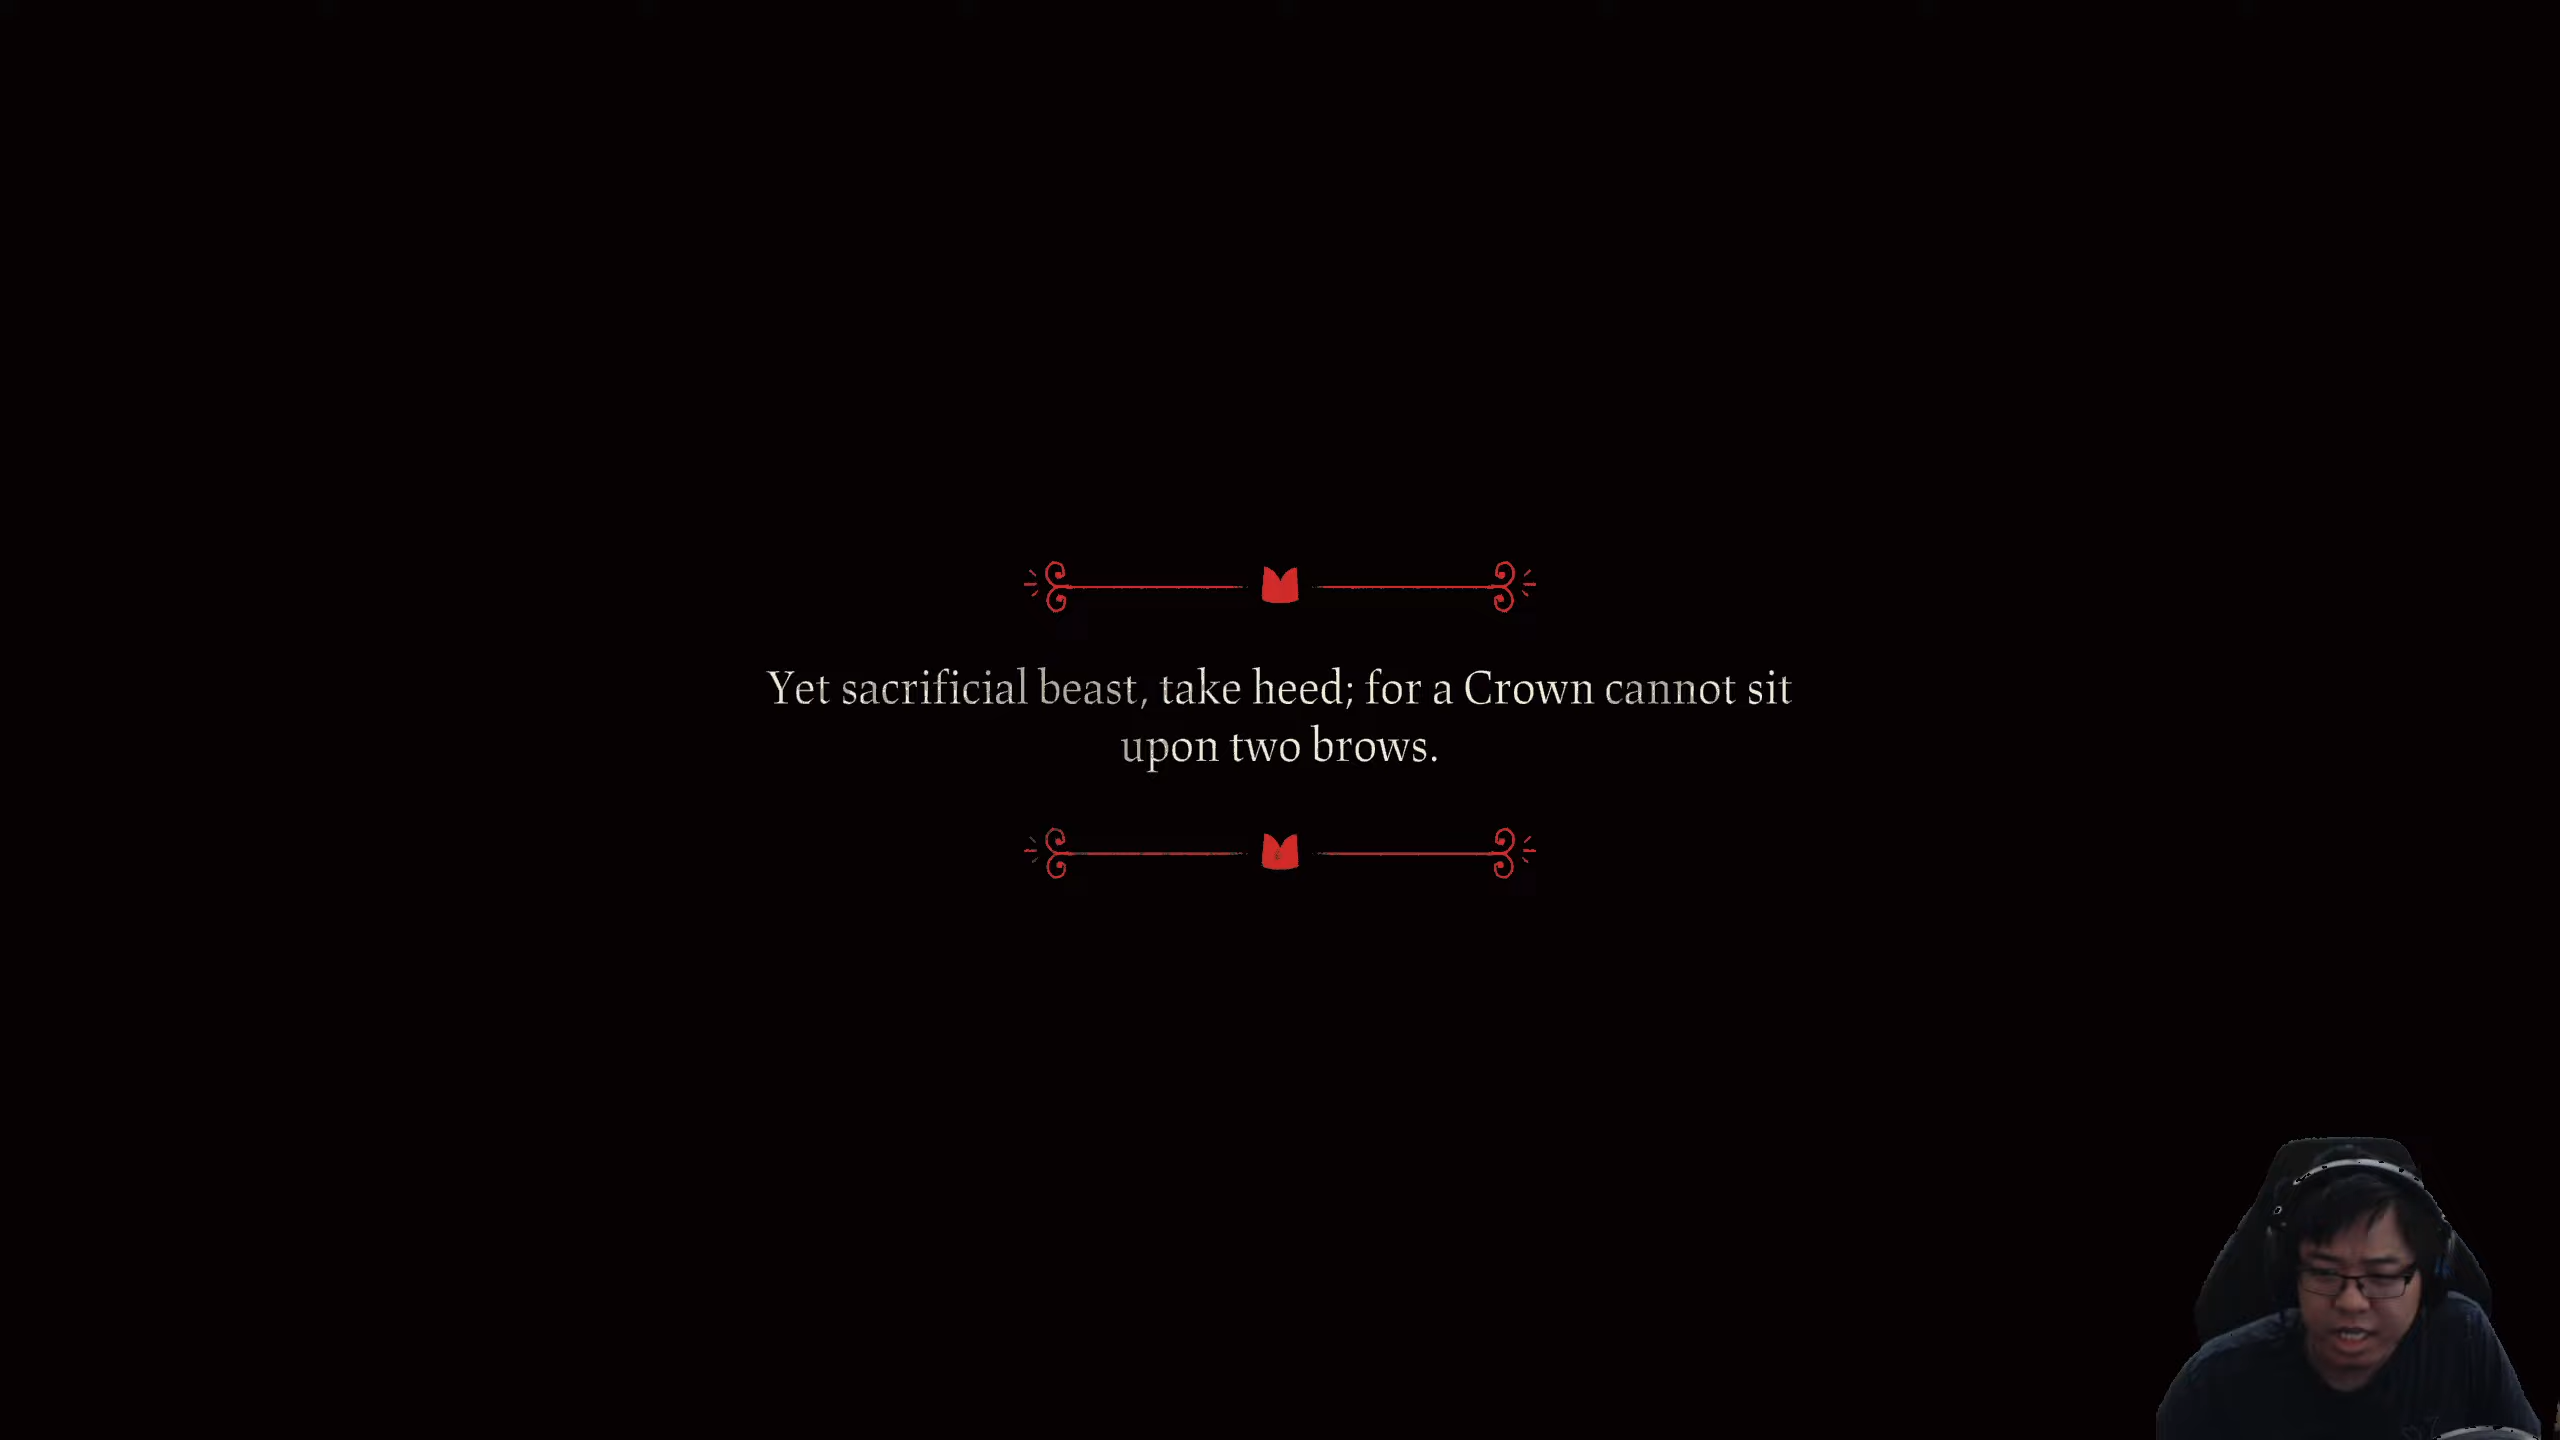 Yet sacrificial beast, take heed; for a Crown cannot sit
upon two brows.